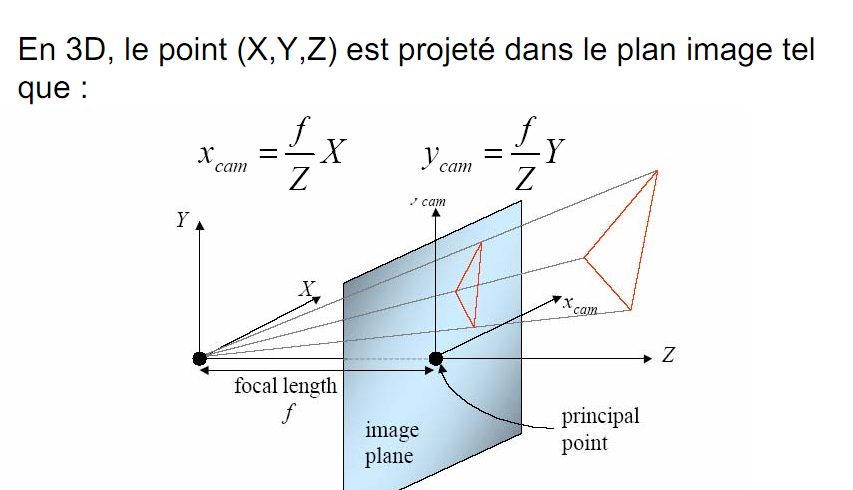 En 3D, le point (X,Y,Z) est projeté dans le plan image tel
que :
x_cam = f/Z X
y_cam = f/Z Y
cam
Y
X
x_cam
Z
focal length
f
image
plane
principal
point